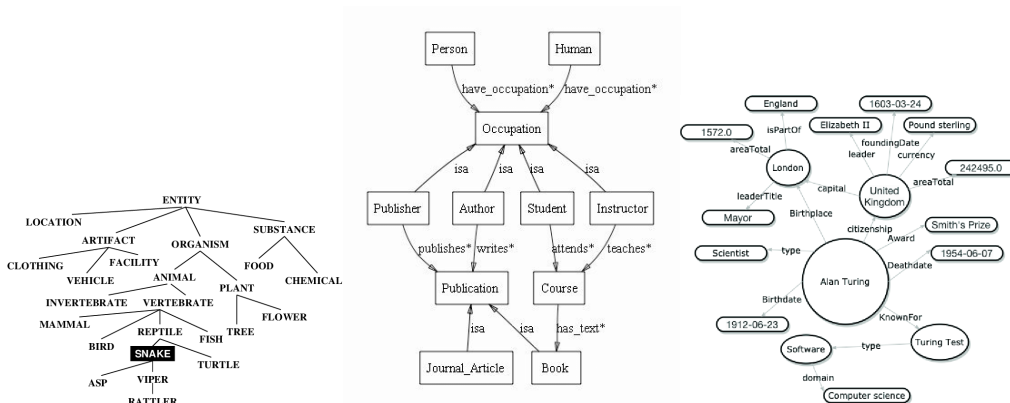 ENTITY
LOCATION
SUBSTANCE
ARTIFACT
ORGANISM
CLOTHING
FACILITY
FOOD
VEHICLE
ANIMAL
CHEMICAL
PLANT
INVERTEBRATE
VERTEBRATE
FLOWER
MAMMAL
REPTILE
TREE
BIRD
FISH
SNAKE
TURTLE
ASP
VIPER
RATTLER
Person
Human
have_occupation*
have_occupation*
Occupation
isa
isa
isa
isa
Publisher
Author
Student
Instructor
publishes*
writes*
attends*
teaches*
Publication
Course
isa
isa
has_text*
Journal_Article
Book
England
1603-03-24
1572.0
isPartOf
Elizabeth II
Pound sterling
foundingDate
areaTotal
leader
currency
London
242495.0
areaTotal
United
Kingdom
leaderTitle
capital
Mayor
Birthplace
citizenship
Smith's Prize
Award
Scientist
type
Deathdate
1954-06-07
Alan Turing
Birthdate
KnownFor
1912-06-23
Software
type
Turing Test
domain
Computer science